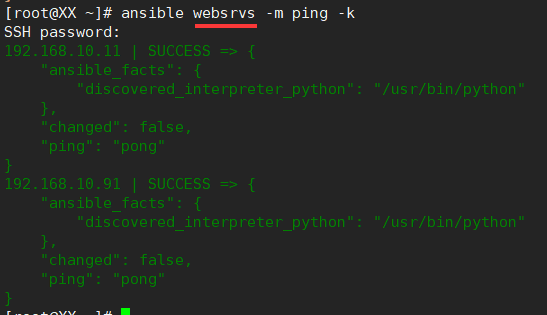 [root@XX ~]# ansible websrvs -m ping -k
SSH password:
192.168.10.11 | SUCCESS => {
    "ansible_facts": {
        "discovered_interpreter_python": "/usr/bin/python"
    },
    "changed": false,
    "ping": "pong"
}
192.168.10.91 | SUCCESS => {
    "ansible_facts": {
        "discovered_interpreter_python": "/usr/bin/python"
    },
    "changed": false,
    "ping": "pong"
}
[root@XX ~]#